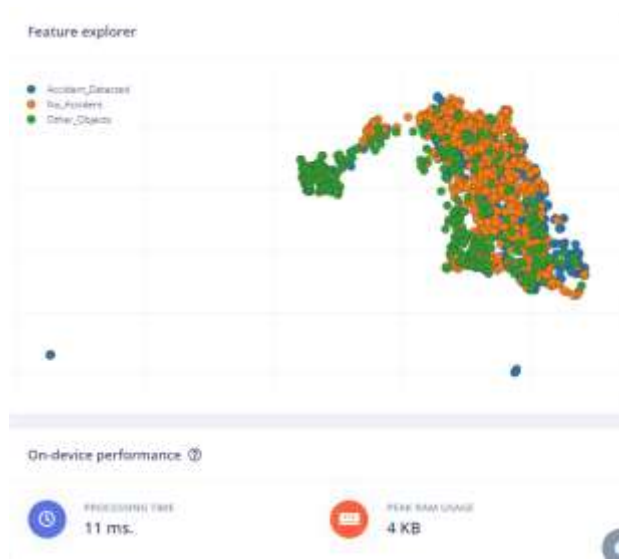 Feature explorer
Accident_Detected
No_Accident
Other_Objects
On-device performance
PROCESSING TIME
11 ms.
PEAK RAM USAGE
4 KB